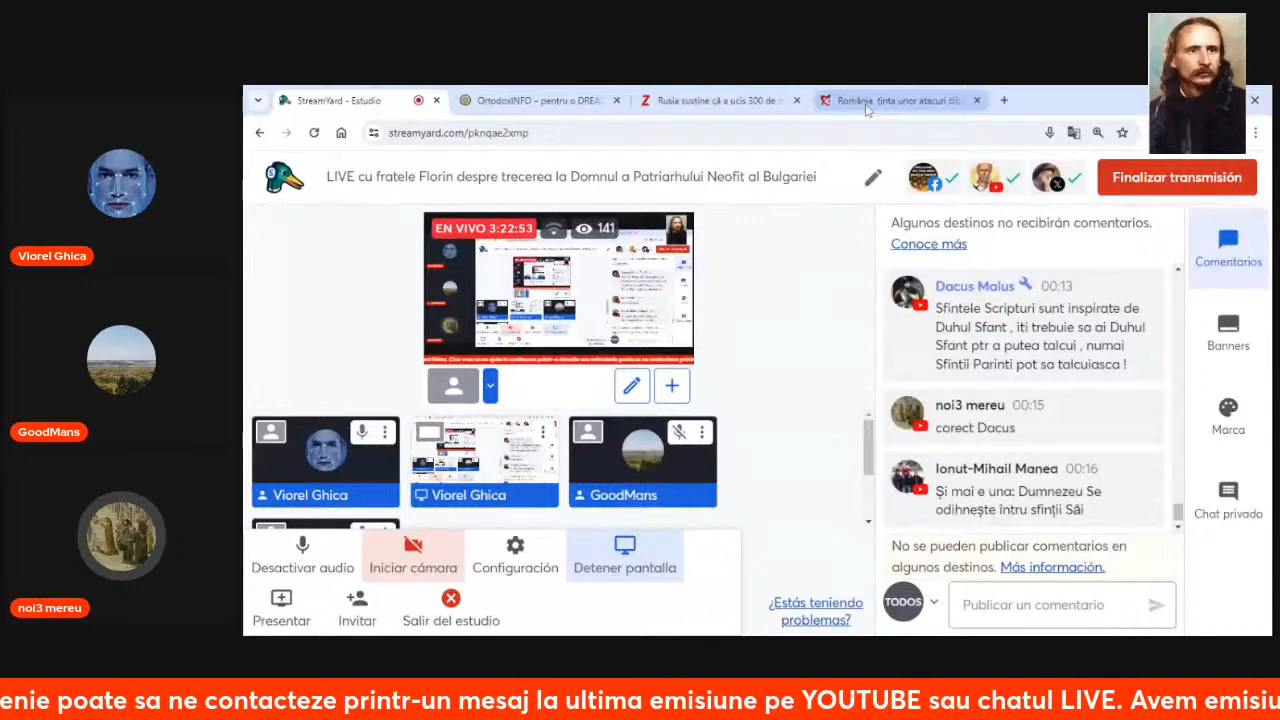 StreamYard - Estudio
OrtodoxINFO – pentru o DREA
Rusia susține că a ucis 300 de
România, ținta unor atacuri
streamyard.com/pknqae2xmp
LIVE cu fratele Florin despre trecerea la Domnul a Patriarhului Neofit al Bulgariei
Finalizar transmisión
EN VIVO 3:22:53
141
Viorel Ghica
GoodMans
noi3 mereu
Viorel Ghica
Viorel Ghica
GoodMans
Desactivar audio
Iniciar cámara
Configuración
Detener pantalla
Presentar
Invitar
Salir del estudio
¿Estás teniendo
problemas?
Algunos destinos no recibirán comentarios.
Conoce más
Dacus Malus 00:13
Sfintele Scripturi sunt inspirate de
Duhul Sfant , iti trebuie sa ai Duhul
Sfant ptr a putea talcui , numai
Sfintii Parinti pot sa talcuiasca !
noi3 mereu 00:15
corect Dacus
Ionut-Mihail Manea 00:16
Și mai e una: Dumnezeu Se
odihnește întru sfinții Săi
No se pueden publicar comentarios en
algunos destinos. Más información.
TODOS
Publicar un comentario
Comentarios
Banners
Marca
Chat privado
enie poate sa ne contacteze printr-un mesaj la ultima emisiune pe YOUTUBE sau chatul LIVE. Avem emisiu